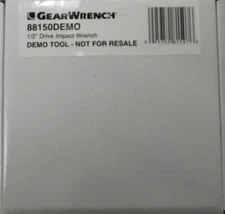 GEARWRENCH
88150DEMO
1/2" Drive Impact Wrench
DEMO TOOL - NOT FOR RESALE